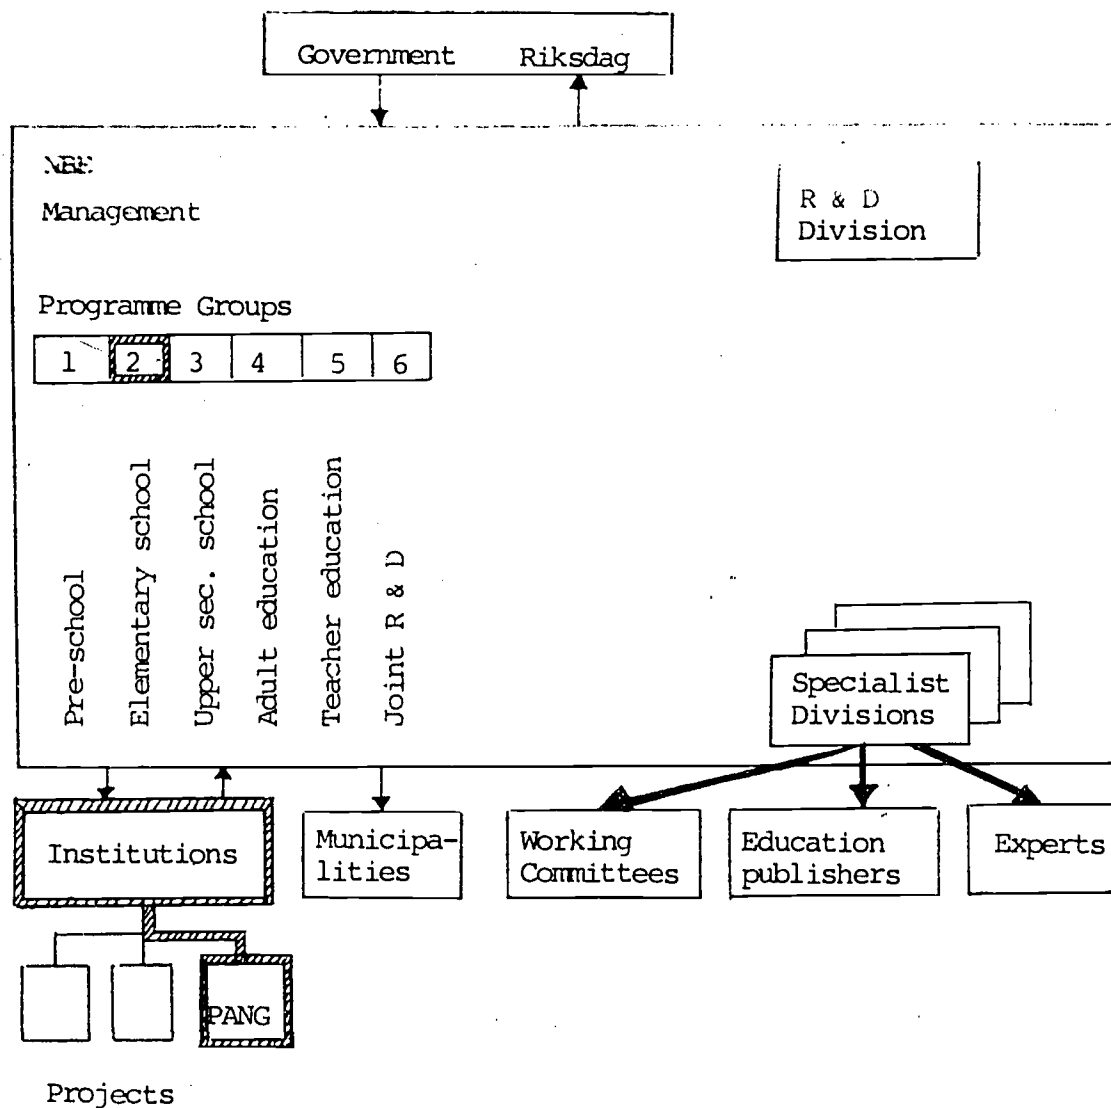 Government Riksdag
NBE
Management
R & D
Division
Programme Groups
1 2 3 4 5 6
Pre-school
Elementary school
Upper sec. school
Adult education
Teacher education
Joint R & D
Specialist
Divisions
Institutions
Municipa-
lities
Working
Committees
Education
publishers
Experts
PANG
Projects